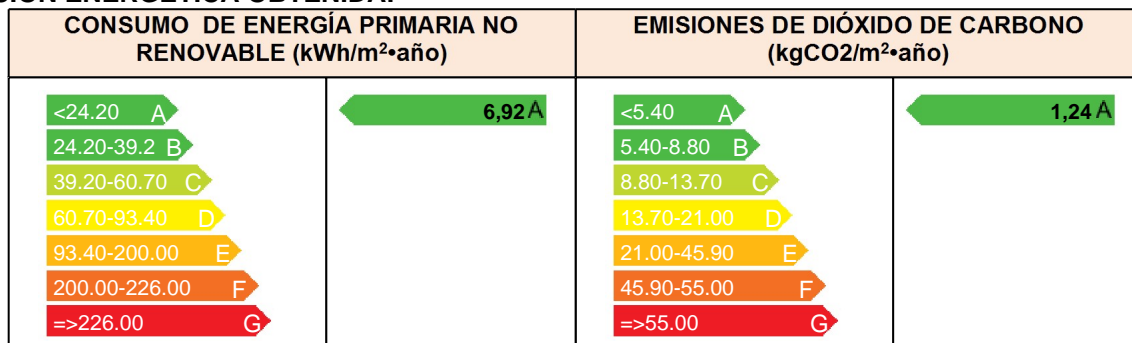 CIÓN ENERGÉTICA OBTENIDA:
CONSUMO DE ENERGÍA PRIMARIA NO
RENOVABLE (kWh/m²•año)
<24.20 A
24.20-39.2 B
39.20-60.70 C
60.70-93.40 D
93.40-200.00 E
200.00-226.00 F
=>226.00 G
6,92 A
EMISIONES DE DIÓXIDO DE CARBONO
(kgCO2/m²•año)
<5.40 A
5.40-8.80 B
8.80-13.70 C
13.70-21.00 D
21.00-45.90 E
45.90-55.00 F
=>55.00 G
1,24 A